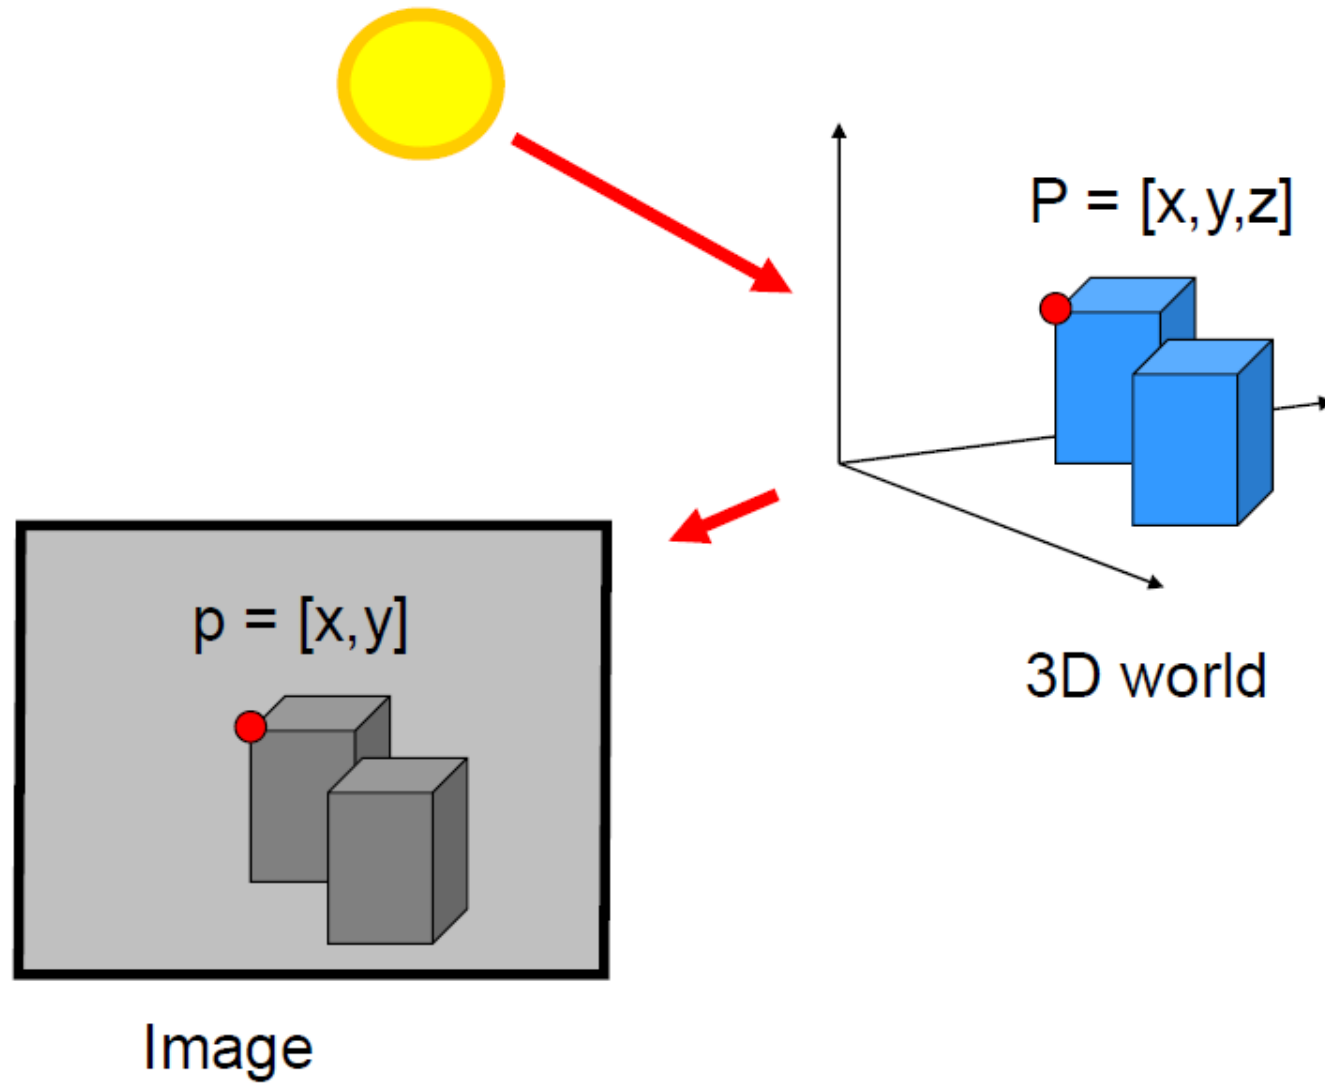 P = [x,y,z]
p = [x,y]
3D world
Image